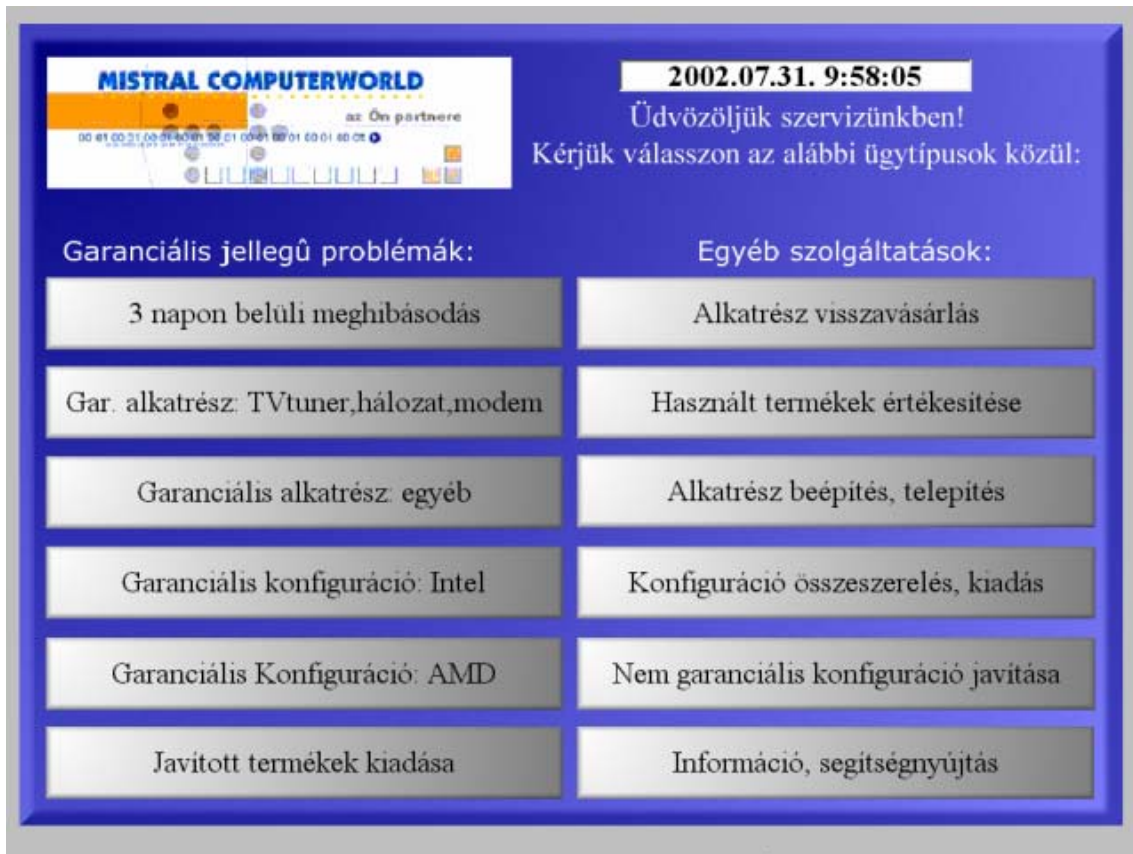 MISTRAL COMPUTERWORLD
az Ön partnere
2002.07.31. 9:58:05
Üdvözöljük szervizünkben!
Kérjük válasszon az alábbi ügytípusok közül:
Garanciális jellegû problémák:
3 napon belüli meghibásodás
Gar. alkatrész: TVtuner,hálozat,modem
Garanciális alkatrész: egyéb
Garanciális konfiguráció: Intel
Garanciális Konfiguráció: AMD
Javított termékek kiadása
Egyéb szolgáltatások:
Alkatrész visszavásárlás
Használt termékek értékesítése
Alkatrész beépítés, telepítés
Konfiguráció összeszerelés, kiadás
Nem garanciális konfiguráció javítása
Információ, segítségnyújtás